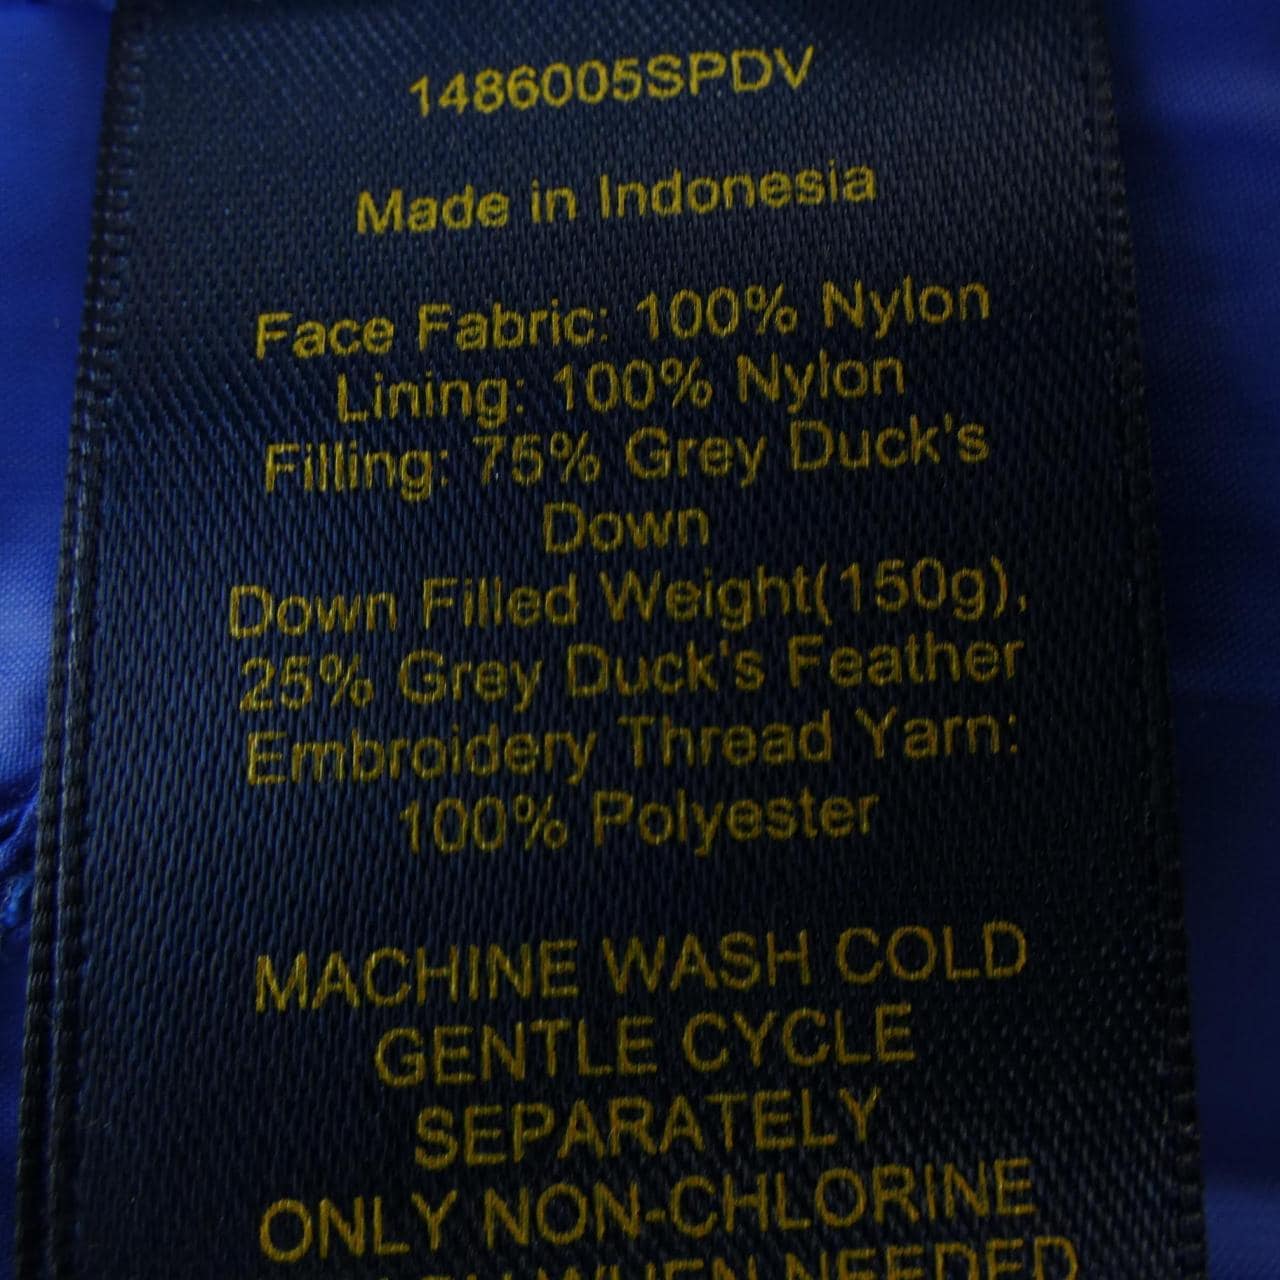 1486005SPDV
Made in Indonesia
Face Fabric: 100% Nylon
Lining: 100% Nylon
Filling: 75% Grey Duck's
Down
Down Filled Weight(150g),
25% Grey Duck's Feather
Embroidery Thread Yarn:
100% Polyester
MACHINE WASH COLD
GENTLE CYCLE
SEPARATELY
ONLY NON-CHLORINE
WHEN NEEDED